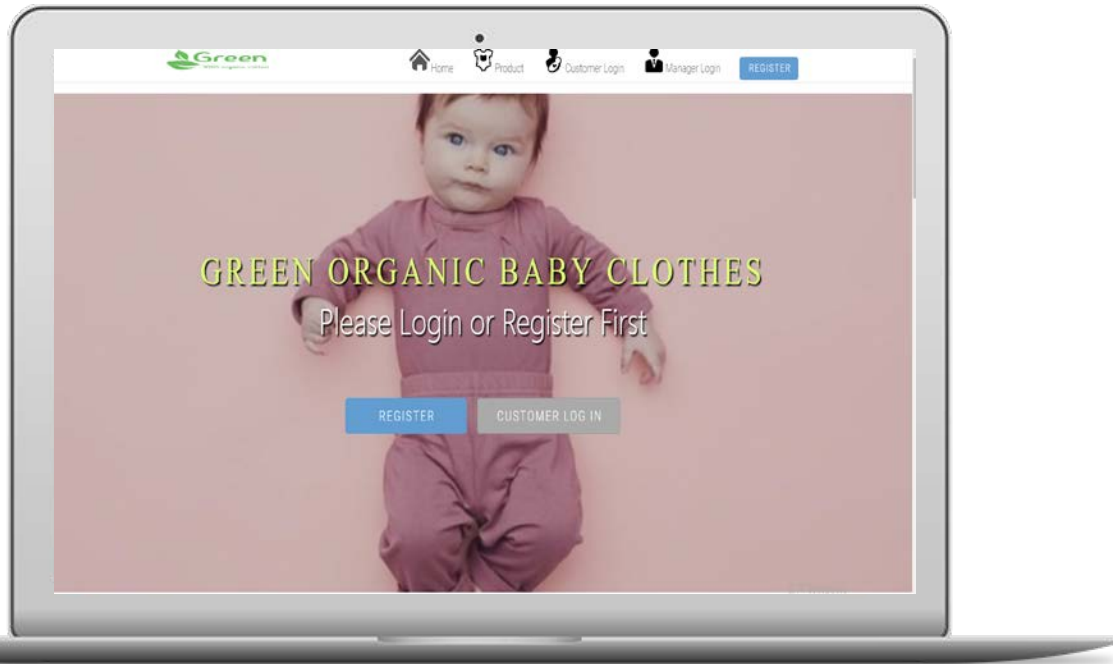 Green
Home Product Customer Login Manager Login REGISTER
GREEN ORGANIC BABY CLOTHES
Please Login or Register First
REGISTER CUSTOMER LOG IN